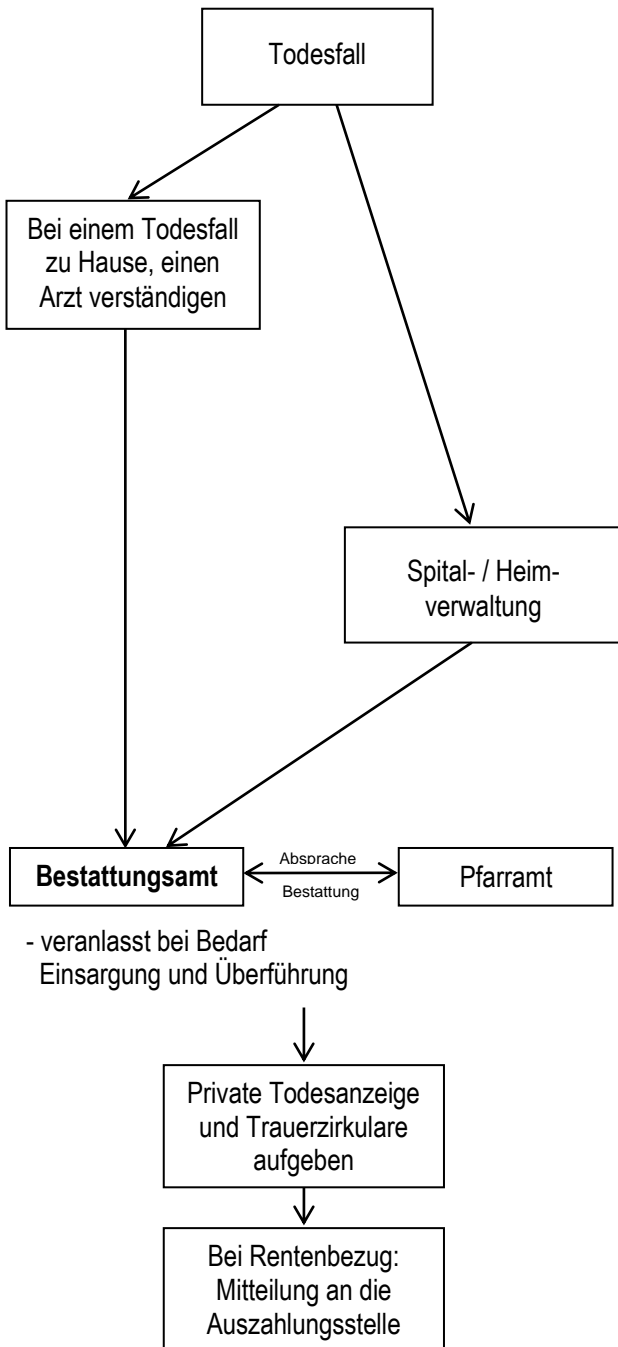 Todesfall
Bei einem Todesfall
zu Hause, einen
Arzt verständigen
Spital- / Heim-
verwaltung
Bestattungsamt
Absprache
Bestattung
Pfarramt
- veranlasst bei Bedarf
Einsargung und Überführung
Private Todesanzeige
und Trauerzirkulare
aufgeben
Bei Rentenbezug:
Mitteilung an die
Auszahlungsstelle